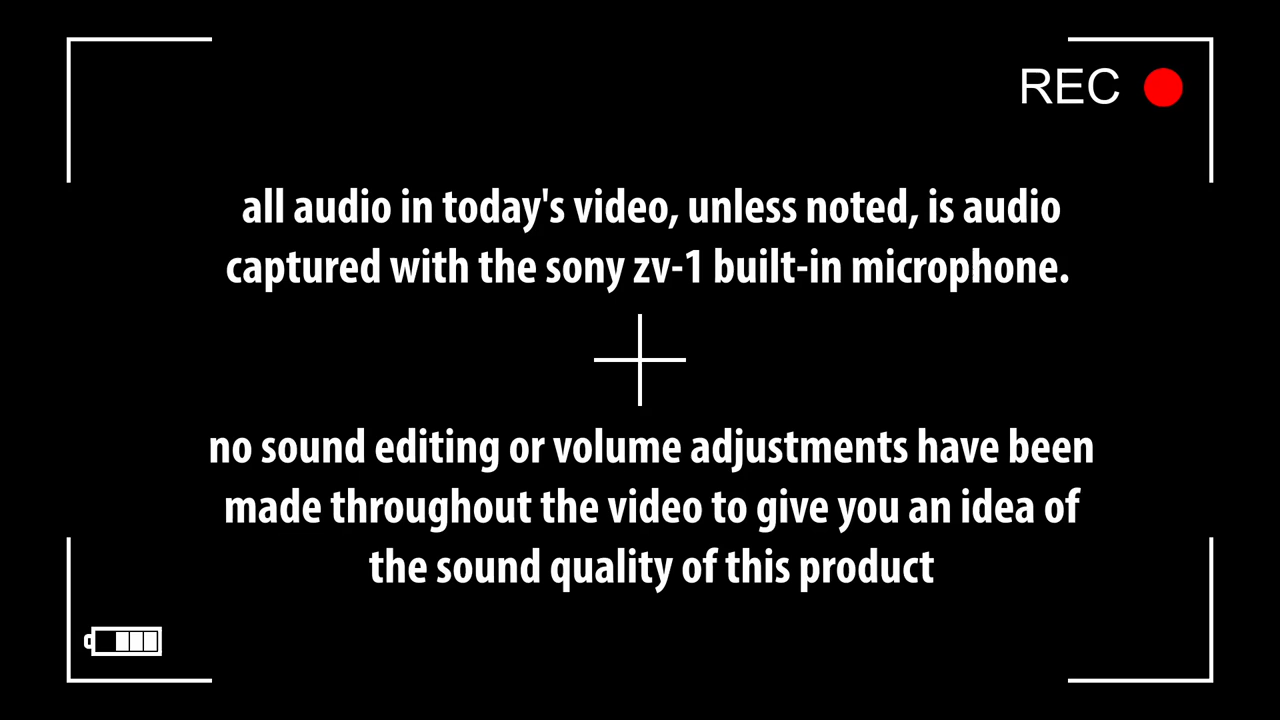 REC
all audio in today's video, unless noted, is audio
captured with the sony zv-1 built-in microphone.
no sound editing or volume adjustments have been
made throughout the video to give you an idea of
the sound quality of this product